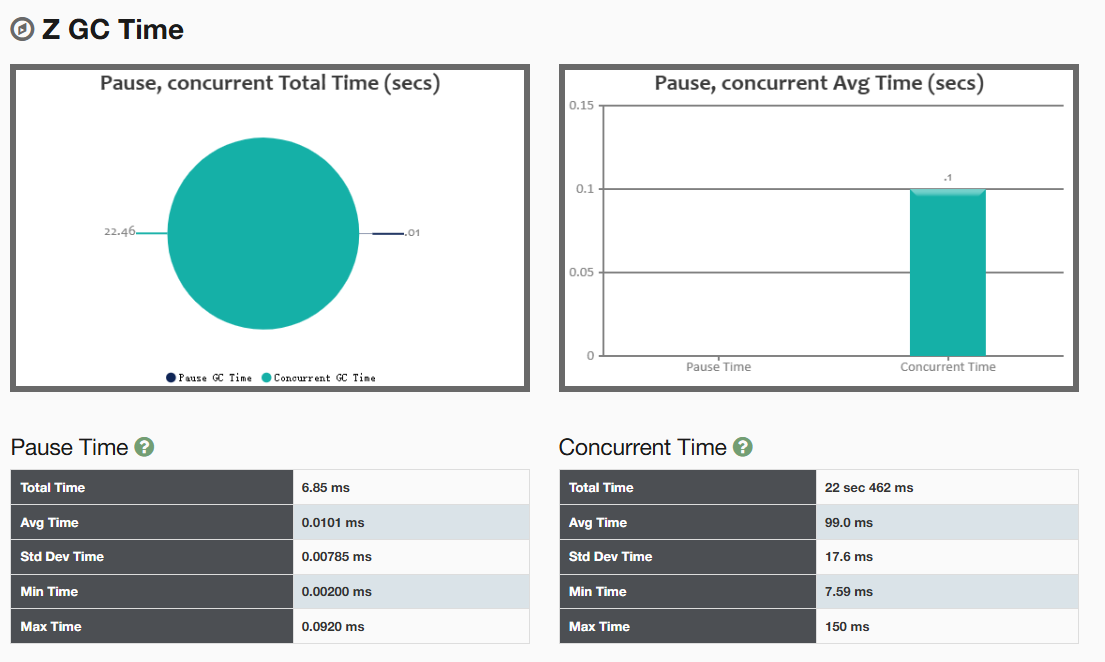 Z GC Time
Pause, concurrent Total Time (secs)
22.46
.01
Pause GC Time
Concurrent GC Time
Pause, concurrent Avg Time (secs)
0.15
0.1
0.05
0
.1
Pause Time
Concurrent Time
Pause Time ?
Total Time 6.85 ms
Avg Time 0.0101 ms
Std Dev Time 0.00785 ms
Min Time 0.00200 ms
Max Time 0.0920 ms
Concurrent Time ?
Total Time 22 sec 462 ms
Avg Time 99.0 ms
Std Dev Time 17.6 ms
Min Time 7.59 ms
Max Time 150 ms